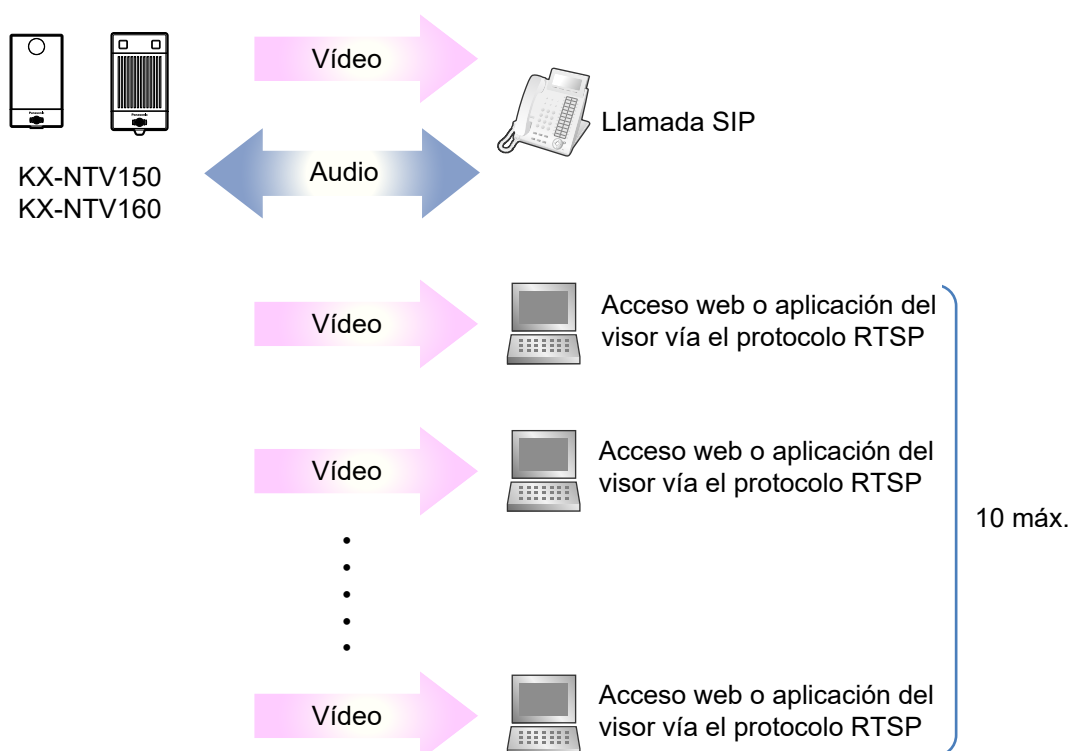 Vídeo
Panasonic
Panasonic
Llamada SIP
KX-NTV150
KX-NTV160
Audio
Vídeo
Acceso web o aplicación del
visor vía el protocolo RTSP
Vídeo
Acceso web o aplicación del
visor vía el protocolo RTSP
10 máx.
Vídeo
Acceso web o aplicación del
visor vía el protocolo RTSP